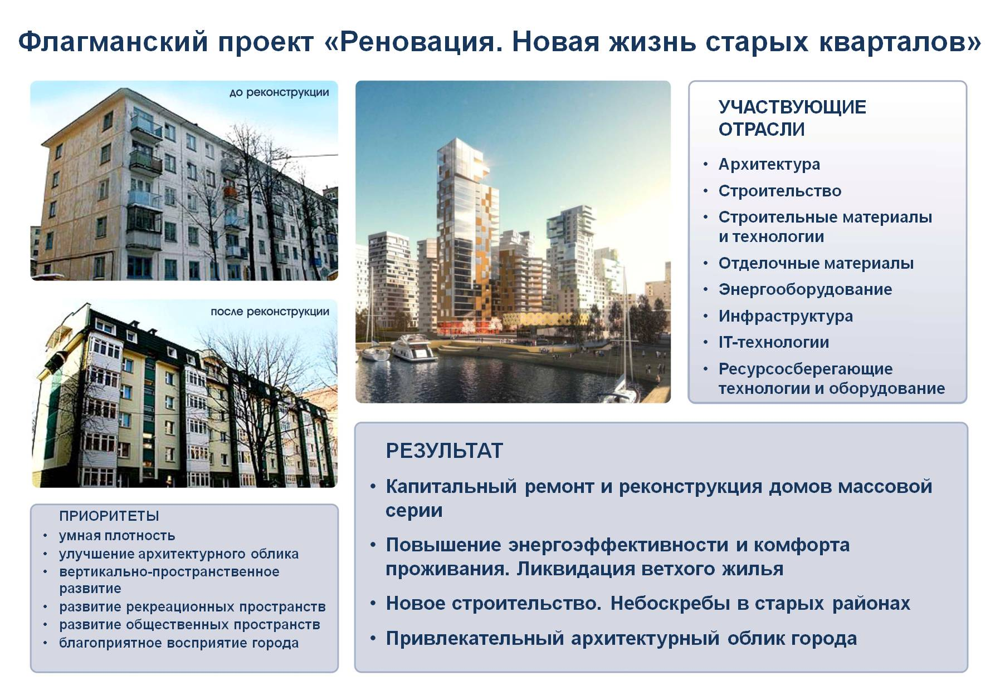 Флагманский проект «Реновация. Новая жизнь старых кварталов»
до реконструкции
после реконструкции
ПРИОРИТЕТЫ
• умная плотность
• улучшение архитектурного облика
• вертикально-пространственное
развитие
• развитие рекреационных пространств
• развитие общественных пространств
• благоприятное восприятие города
УЧАСТВУЮЩИЕ
ОТРАСЛИ
• Архитектура
• Строительство
• Строительные материалы
и технологии
• Отделочные материалы
• Энергооборудование
• Инфраструктура
• IT-технологии
• Ресурсосберегающие
технологии и оборудование
РЕЗУЛЬТАТ
• Капитальный ремонт и реконструкция домов массовой
серии
• Повышение энергоэффективности и комфорта
проживания. Ликвидация ветхого жилья
• Новое строительство. Небоскребы в старых районах
• Привлекательный архитектурный облик города